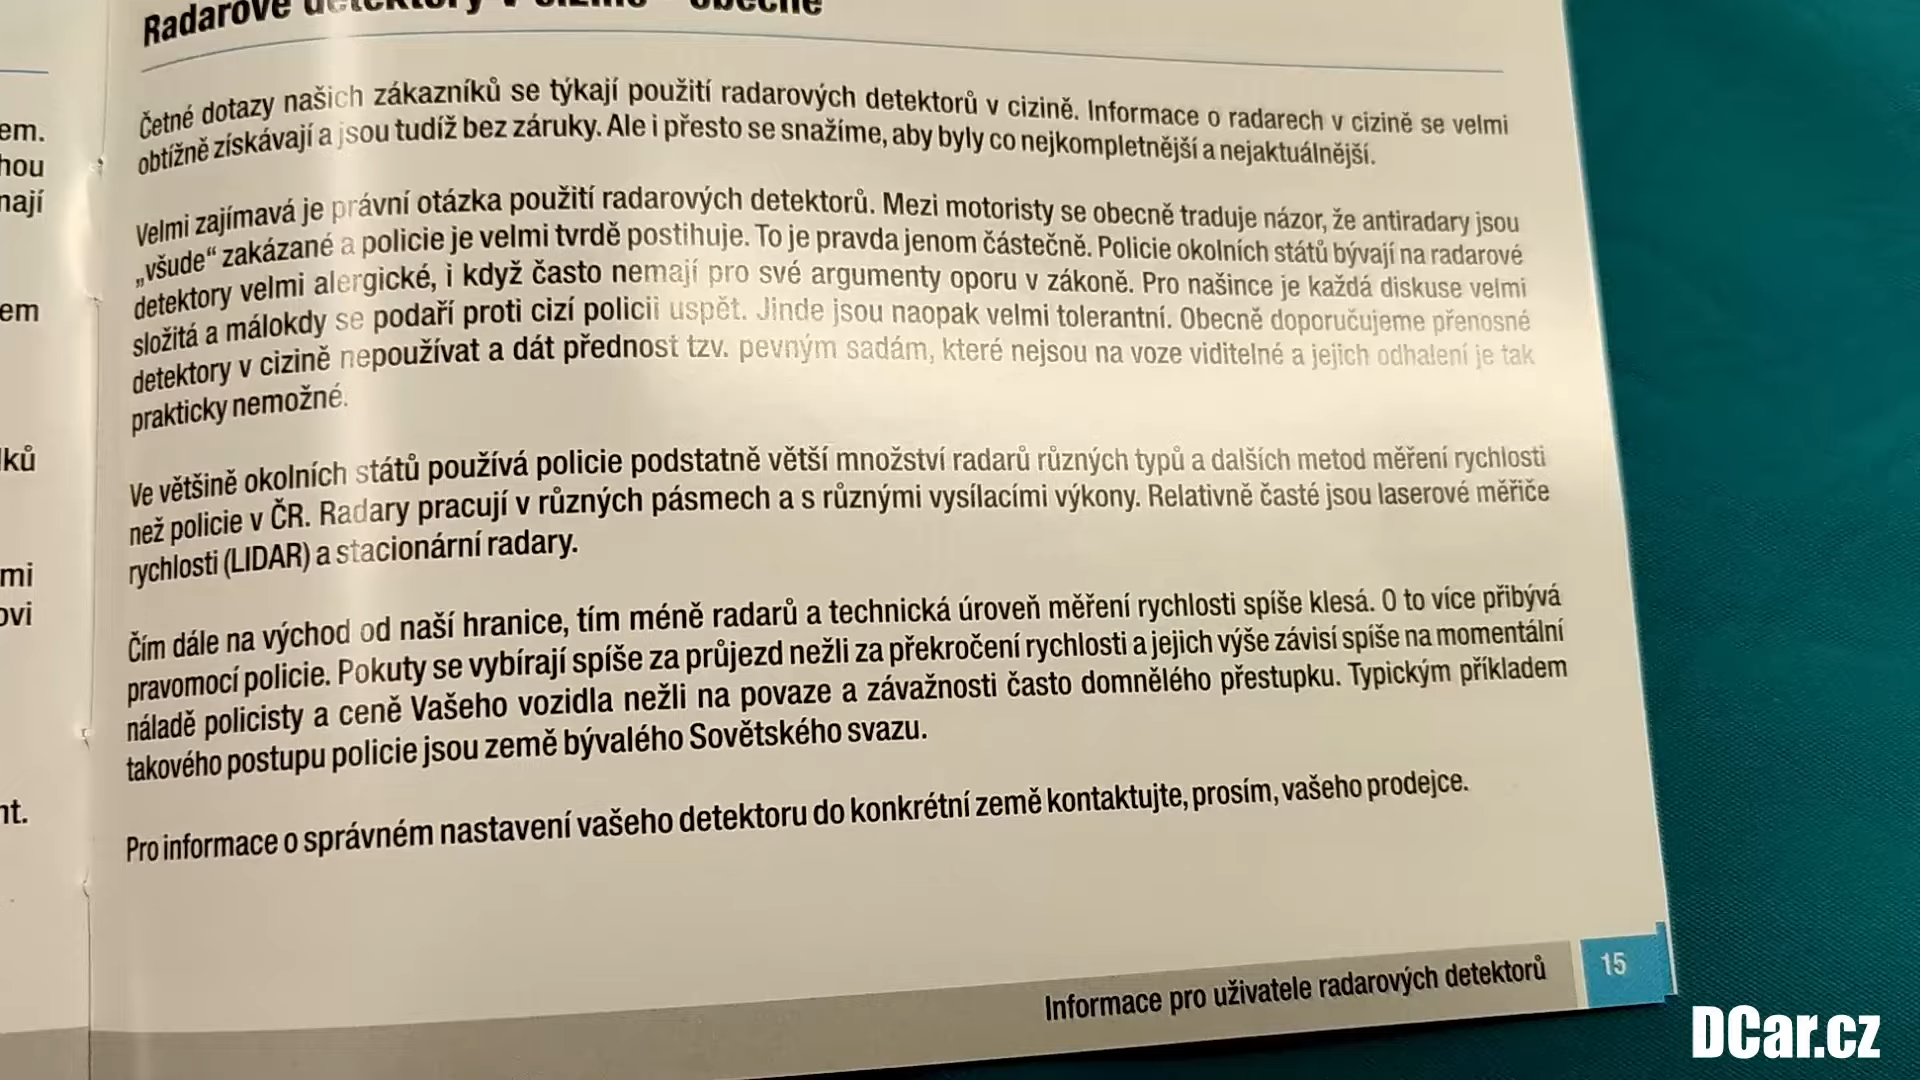 Radarové detektory v cizině - obecně
Četné dotazy našich zákazníků se týkají použití radarových detektorů v cizině. Informace o radarech v cizině se velmi
obtížně získávají a jsou tudíž bez záruky. Ale i přesto se snažíme, aby byly co nejkompletnější a nejaktuálnější.
Velmi zajímavá je právní otázka použití radarových detektorů. Mezi motoristy se obecně traduje názor, že antiradary jsou
„všude“ zakázané a policie je velmi tvrdě postihuje. To je pravda jenom částečně. Policie okolních států bývají na radarové
detektory velmi alergické, i když často nemají pro své argumenty oporu v zákoně. Pro našince je každá diskuse velmi
složitá a málokdy se podaří proti cizí policii uspět. Jinde jsou naopak velmi tolerantní. Obecně doporučujeme přenosné
detektory v cizině nepoužívat a dát přednost tzv. pevným sadám, které nejsou na voze viditelné a jejich odhalení je tak
prakticky nemožné.
Ve většině okolních států používá policie podstatně větší množství radarů různých typů a dalších metod měření rychlosti
než policie v ČR. Radary pracují v různých pásmech a s různými vysílacími výkony. Relativně časté jsou laserové měřiče
rychlosti (LIDAR) a stacionární radary.
Čím dále na východ od naší hranice, tím méně radarů a technická úroveň měření rychlosti spíše klesá. O to více přibývá
pravomocí policie. Pokuty se vybírají spíše za průjezd nežli za překročení rychlosti a jejich výše závisí spíše na momentální
náladě policisty a ceně Vašeho vozidla nežli na povaze a závažnosti často domnělého přestupku. Typickým příkladem
takového postupu policie jsou země bývalého Sovětského svazu.
Pro informace o správném nastavení vašeho detektoru do konkrétní země kontaktujte, prosím, vašeho prodejce.
Informace pro uživatele radarových detektorů
15
DCar.cz